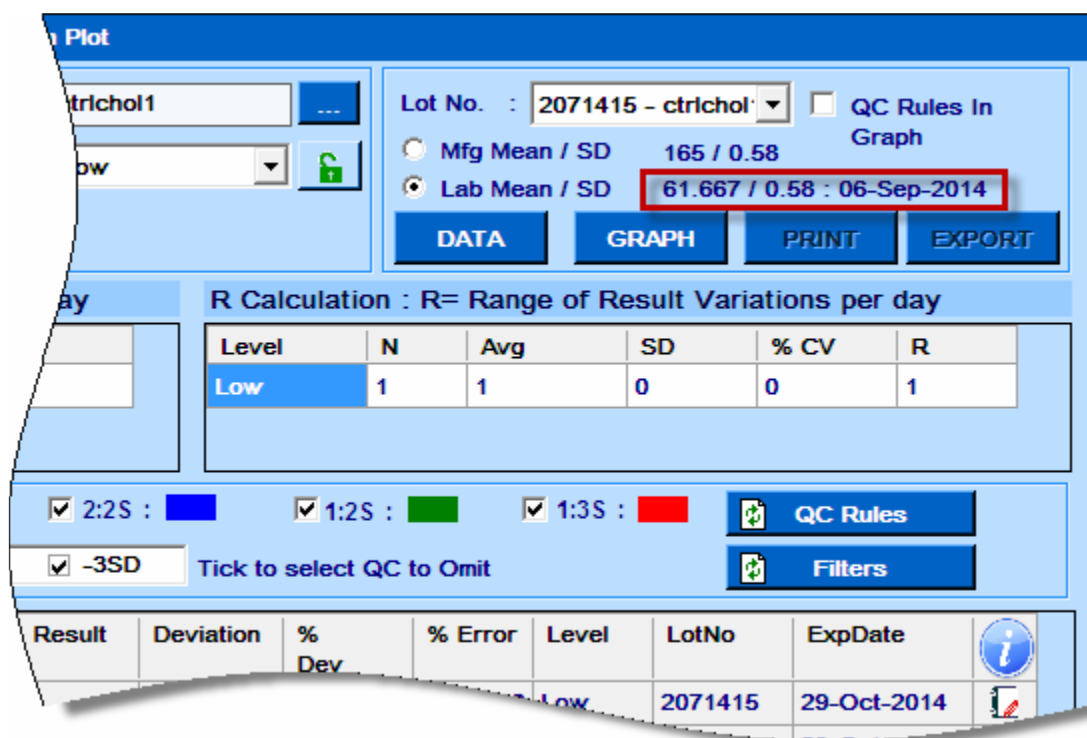 Plot
trlchol1 ... Lot No. : 2071415 - ctrlchol QC Rules In Graph
Mfg Mean / SD 165 / 0.58
Low
Lab Mean / SD 61.667 / 0.58 : 06-Sep-2014
DATA GRAPH PRINT EXPORT
ay R Calculation : R= Range of Result Variations per day
Level N Avg SD % CV R
Low 1 1 0 0 1
2:2S : 1:2S : 1:3S : QC Rules
-3SD Tick to select QC to Omit Filters
Result Deviation % Dev % Error Level LotNo ExpDate i
Low 2071415 29-Oct-2014